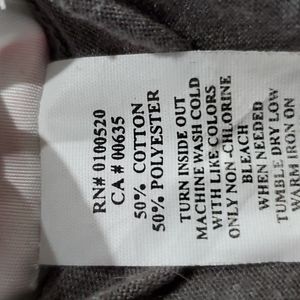 RN# 0100520
CA # 00635
50% COTTON
50% POLYESTER
TURN INSIDE OUT
MACHINE WASH COLD
WITH LIKE COLORS
ONLY NON-CHLORINE
BLEACH
WHEN NEEDED
TUMBLE DRY LOW
WARM IRON ON